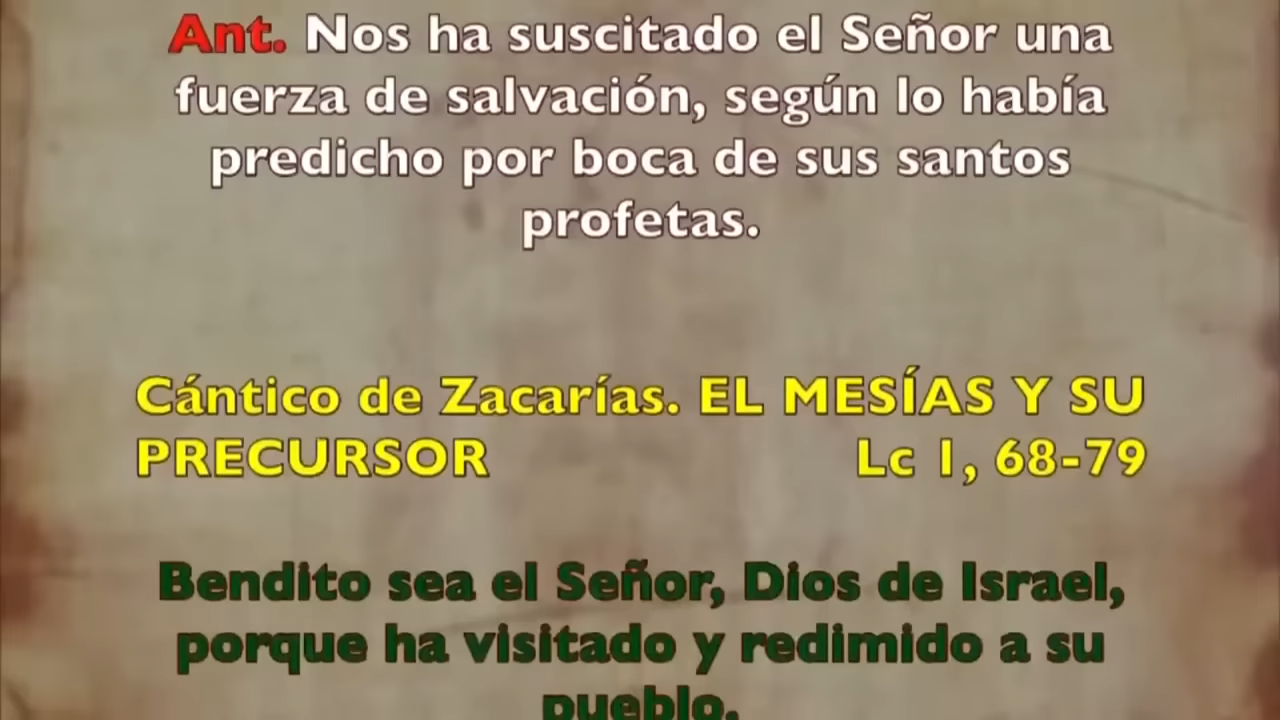 Ant. Nos ha suscitado el Señor una
fuerza de salvación, según lo había
predicho por boca de sus santos
profetas.
Cántico de Zacarías. EL MESÍAS Y SU
PRECURSOR Lc 1, 68-79
Bendito sea el Señor, Dios de Israel,
porque ha visitado y redimido a su
pueblo,